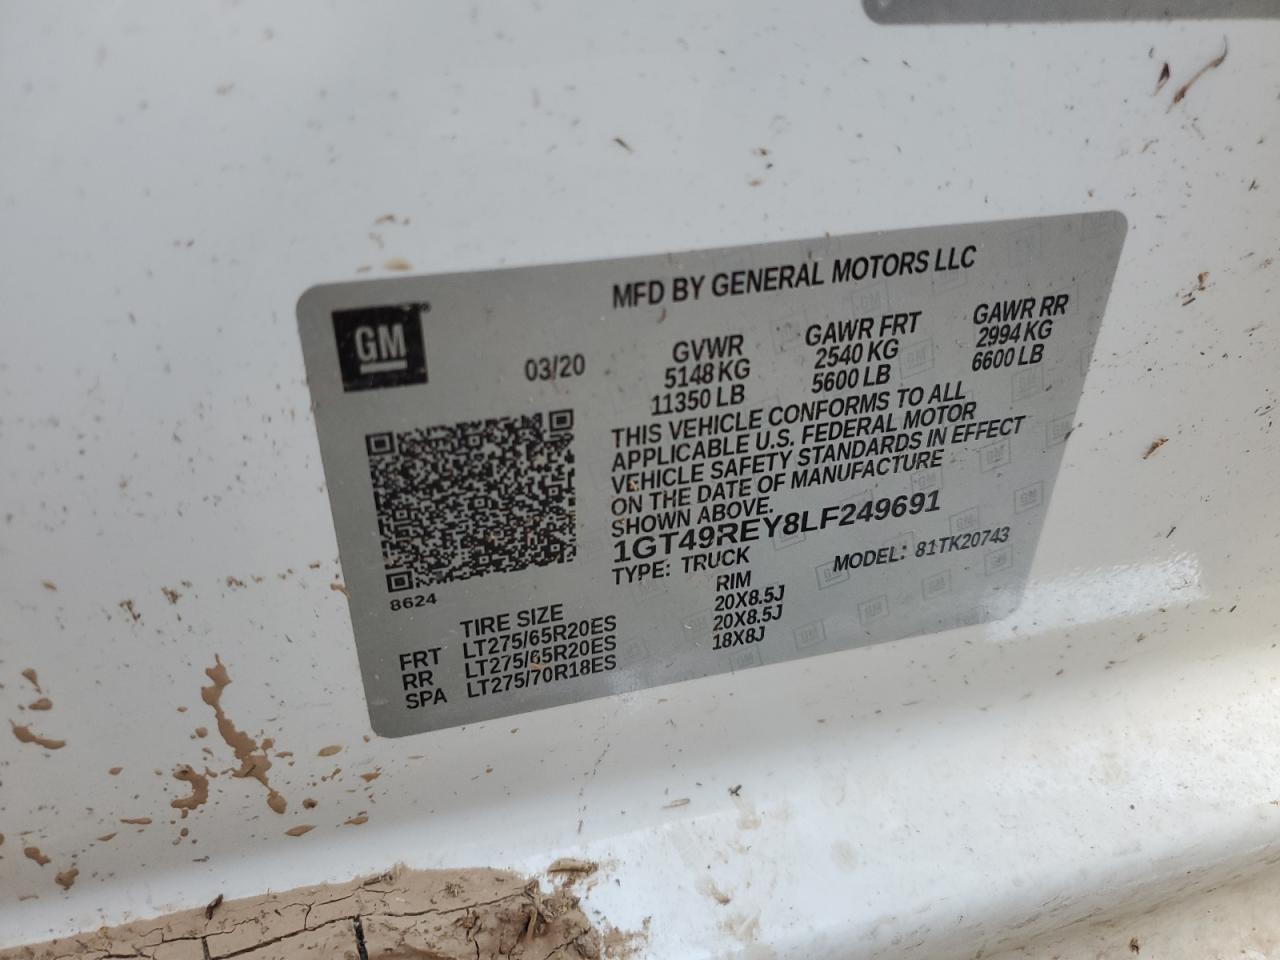 MFD BY GENERAL MOTORS LLC
GM
03/20
GVWR GAWR FRT GAWR RR
5148 KG 2540 KG 2994 KG
11350 LB 5600 LB 6600 LB
THIS VEHICLE CONFORMS TO ALL
APPLICABLE U.S. FEDERAL MOTOR
VEHICLE SAFETY STANDARDS IN EFFECT
ON THE DATE OF MANUFACTURE
SHOWN ABOVE.
1GT49REY8LF249691
TYPE: TRUCK MODEL: 81TK20743
8624
TIRE SIZE RIM
FRT LT275/65R20ES 20X8.5J
RR LT275/65R20ES 20X8.5J
SPA LT275/70R18ES 18X8J